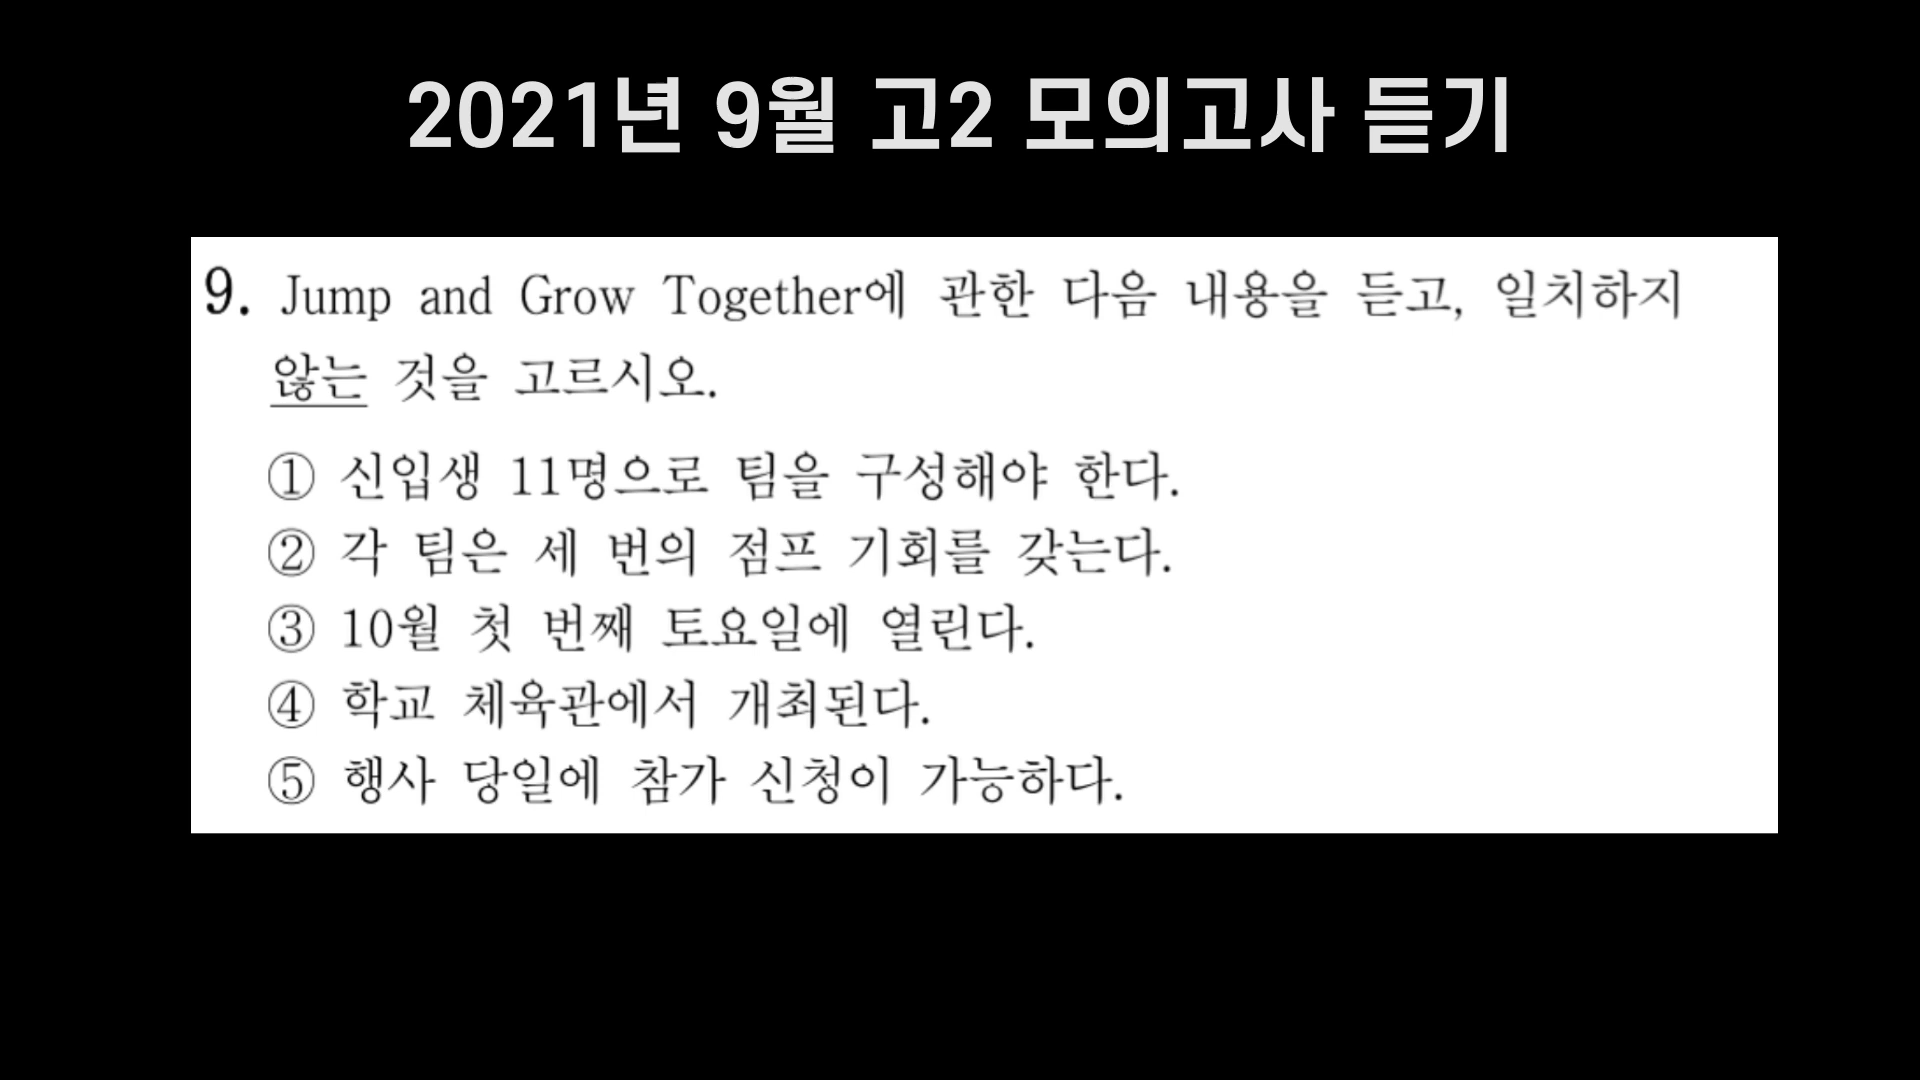 2021년 9월 고2 모의고사 듣기
9. Jump and Grow Together에 관한 다음 내용을 듣고, 일치하지
않는 것을 고르시오.
① 신입생 11명으로 팀을 구성해야 한다.
② 각 팀은 세 번의 점프 기회를 갖는다.
③ 10월 첫 번째 토요일에 열린다.
④ 학교 체육관에서 개최된다.
⑤ 행사 당일에 참가 신청이 가능하다.